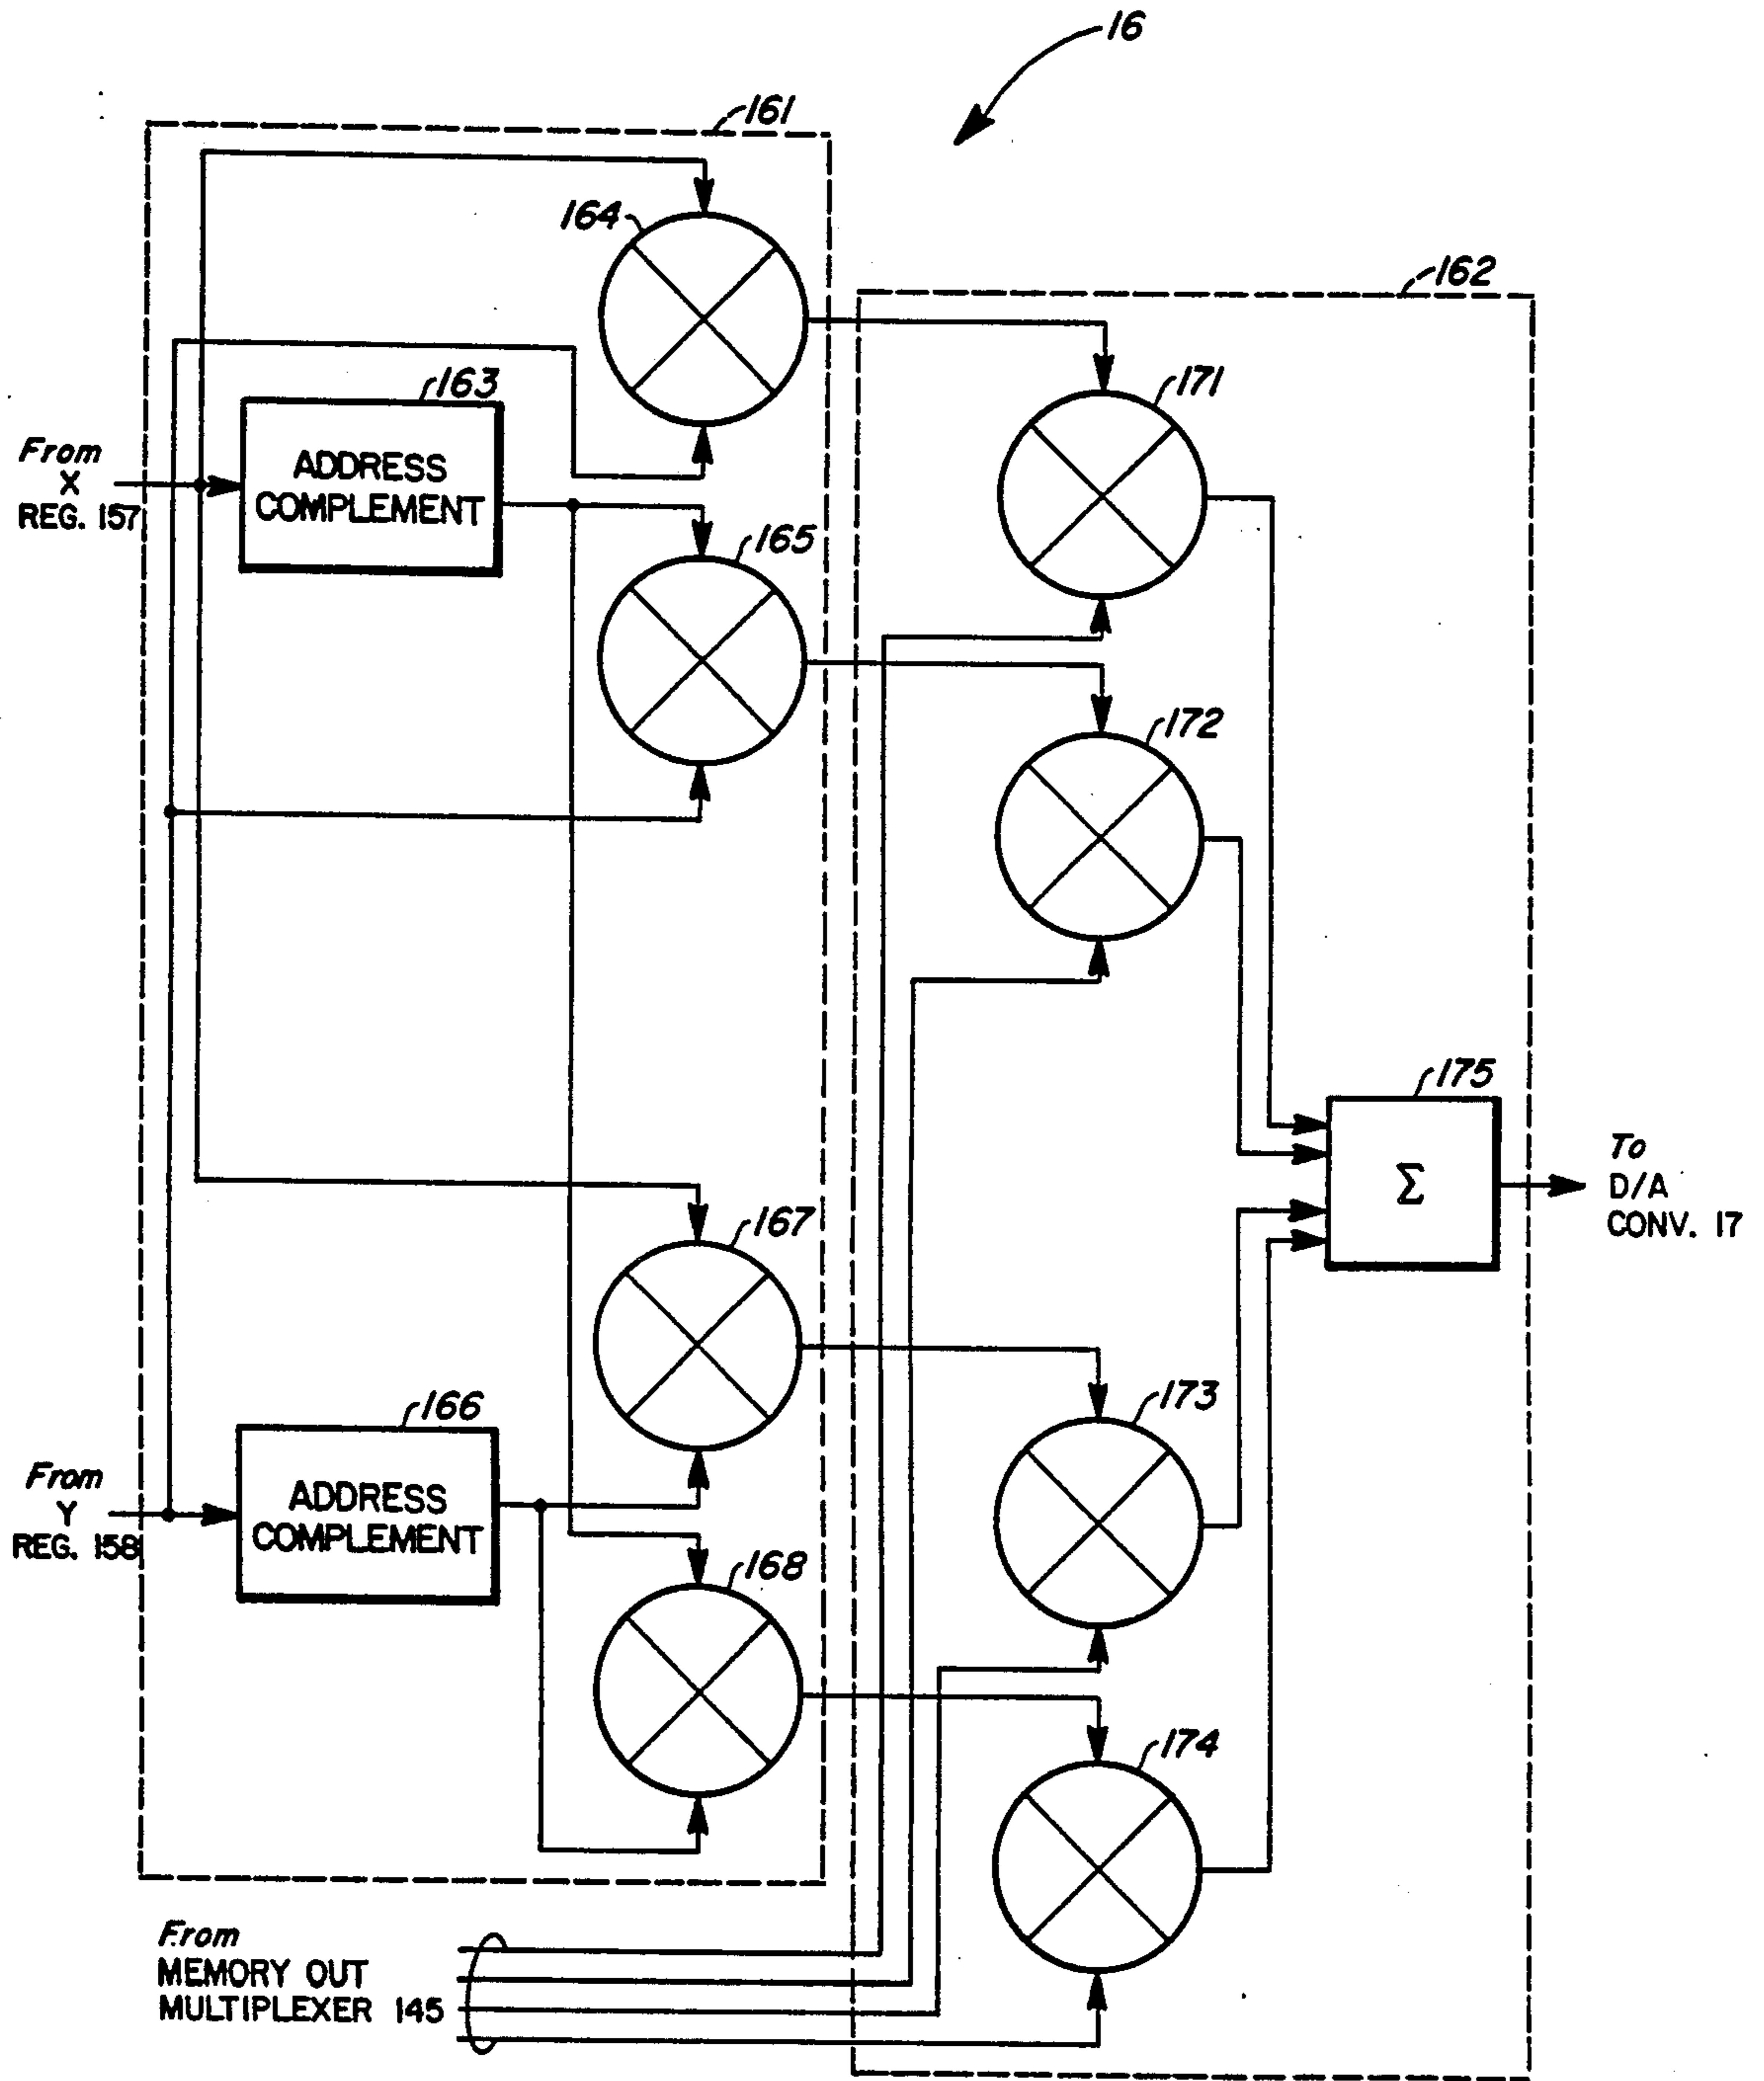 16
161
164
162
163
171
From
X
REG. 157
ADDRESS
COMPLEMENT
165
172
175
Σ
To
D/A
CONV. 17
167
166
173
From
Y
REG. 158
ADDRESS
COMPLEMENT
168
174
From
MEMORY OUT
MULTIPLEXER 145